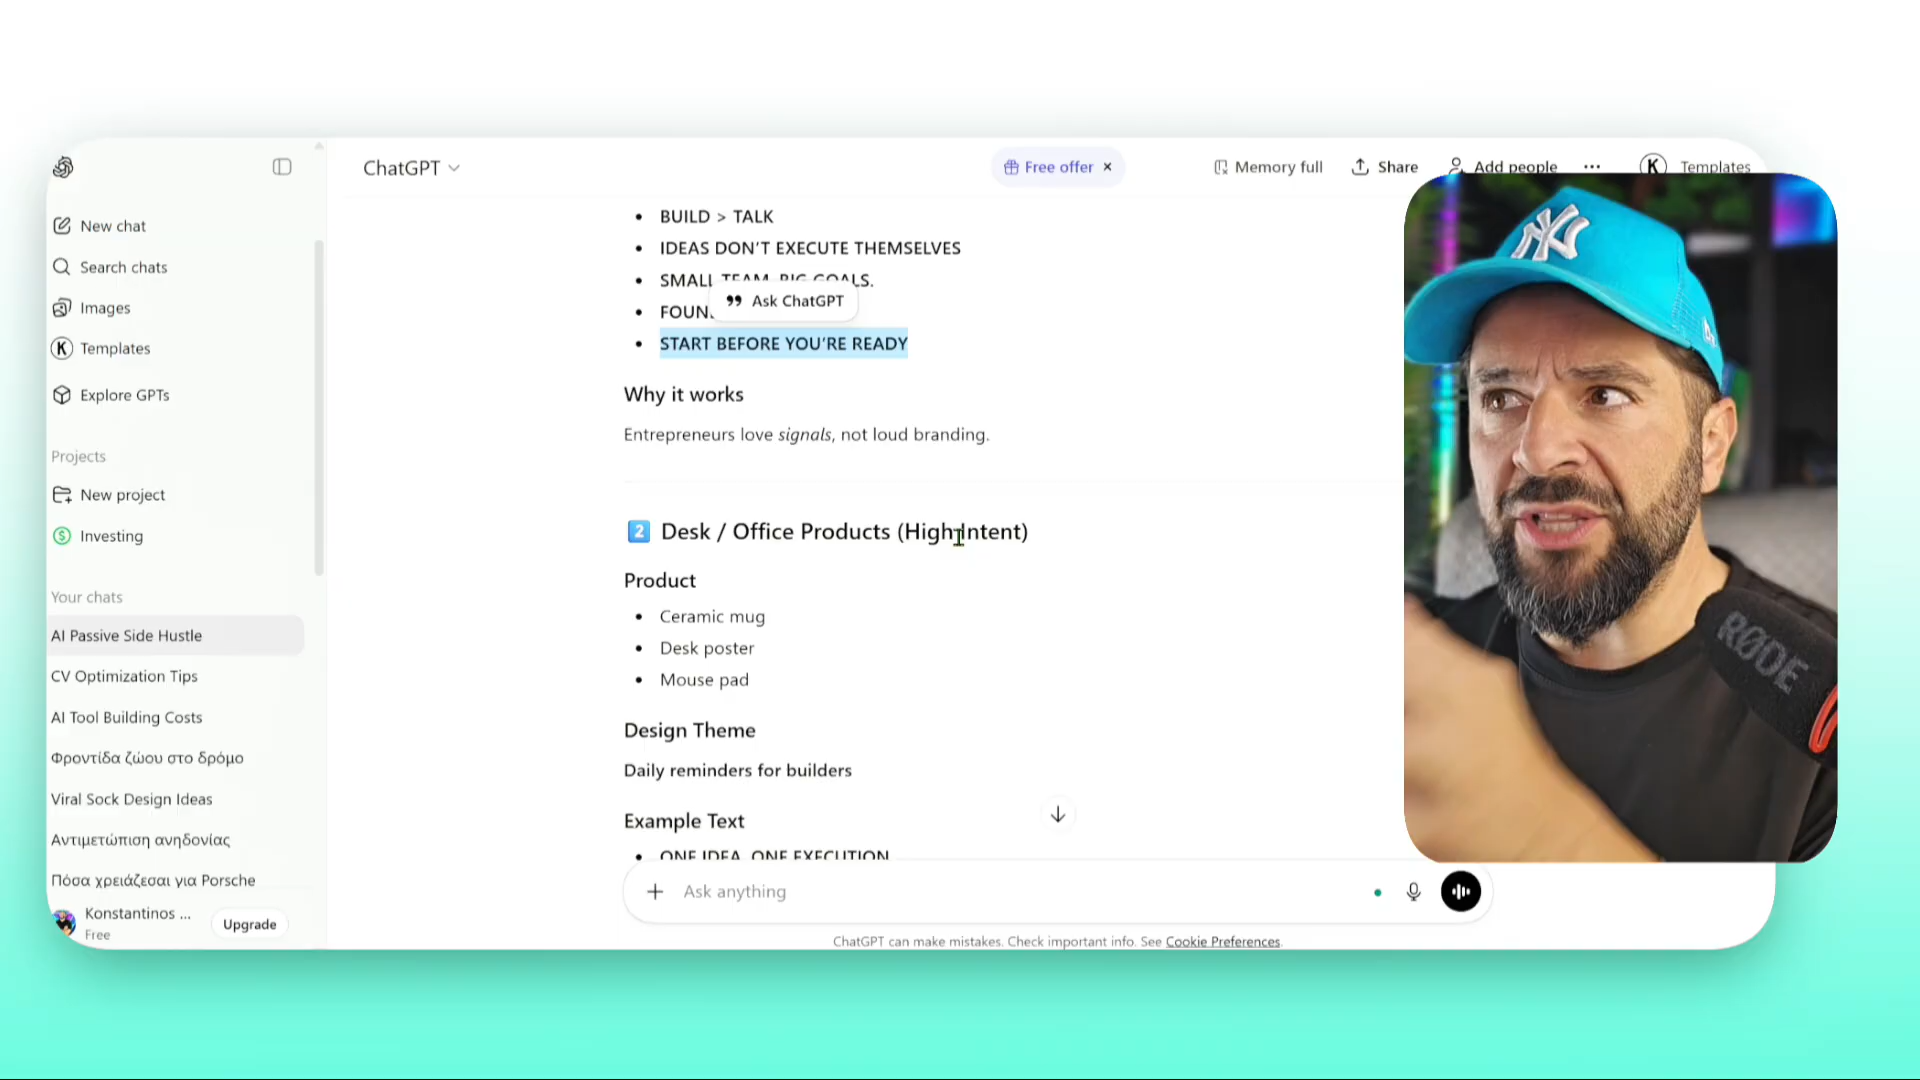 ChatGPT
Free offer ×
Memory full
Share
Add people
K Templates
New chat
Search chats
Images
K Templates
Explore GPTs
Projects
New project
Investing
Your chats
AI Passive Side Hustle
CV Optimization Tips
AI Tool Building Costs
Φροντίδα ζώου στο δρόμο
Viral Sock Design Ideas
Αντιμετώπιση ανηδονίας
Πόσα χρειάζεσαι για Porsche
Konstantinos ...
Free
Upgrade
• BUILD > TALK
• IDEAS DON'T EXECUTE THEMSELVES
• SMALL TEAM. BIG GOALS.
Ask ChatGPT
• START BEFORE YOU'RE READY
Why it works
Entrepreneurs love signals, not loud branding.
2 Desk / Office Products (High Intent)
Product
• Ceramic mug
• Desk poster
• Mouse pad
Design Theme
Daily reminders for builders
Example Text
• ONE IDEA. ONE EXECUTION
Ask anything
ChatGPT can make mistakes. Check important info. See Cookie Preferences.
NY
RØDE